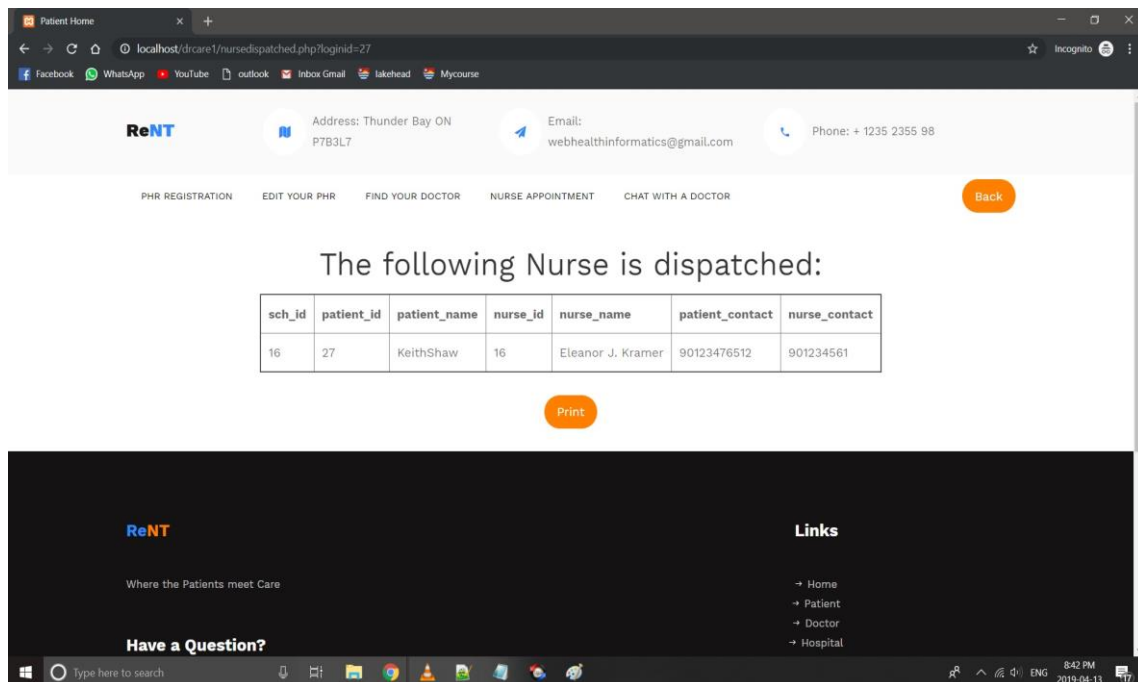 Patient Home
localhost/drcare1/nursedispatched.php?loginid=27
Incognito
Facebook WhatsApp YouTube outlook Inbox Gmail lakehead Mycourse
ReNT
Address: Thunder Bay ON
P7B3L7
Email:
webhealthinformatics@gmail.com
Phone: + 1235 2355 98
PHR REGISTRATION EDIT YOUR PHR FIND YOUR DOCTOR NURSE APPOINTMENT CHAT WITH A DOCTOR Back
The following Nurse is dispatched:
sch_id patient_id patient_name nurse_id nurse_name patient_contact nurse_contact
16 27 KeithShaw 16 Eleanor J. Kramer 90123476512 901234561
Print
ReNT
Where the Patients meet Care
Have a Question?
Links
→ Home
→ Patient
→ Doctor
→ Hospital
Type here to search
ENG
8:42 PM
2019-04-13
17